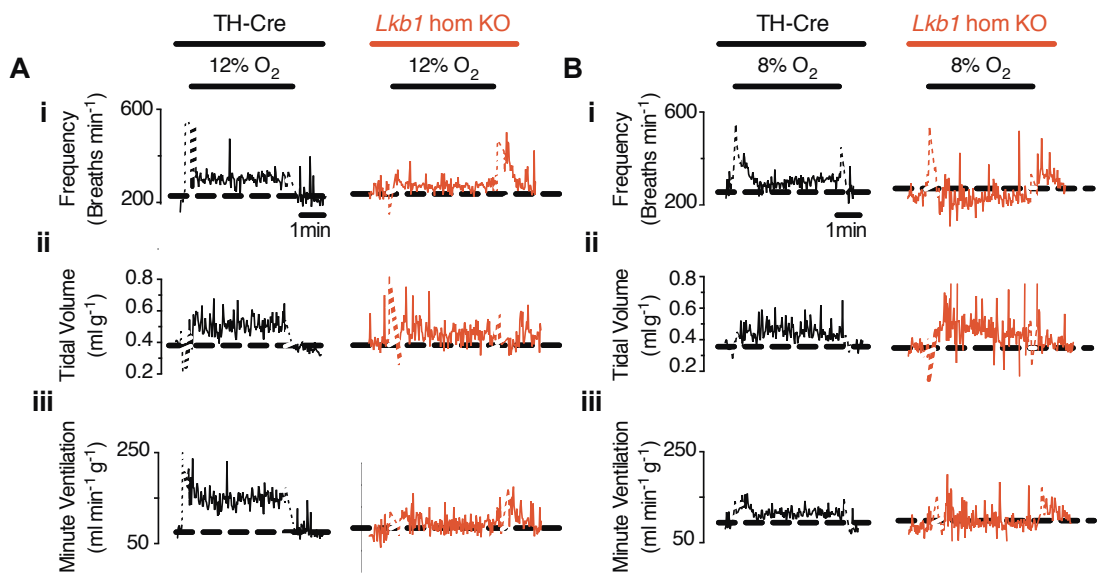 TH-Cre
Lkb1 hom KO
A
12% O₂
12% O₂
i
Frequency
(Breaths min⁻¹)
600
200
1min
ii
Tidal Volume
(ml g⁻¹)
0.8
0.6
0.4
0.2
iii
Minute Ventilation
(ml min⁻¹ g⁻¹)
250
50
TH-Cre
Lkb1 hom KO
B
8% O₂
8% O₂
i
Frequency
(Breaths min⁻¹)
600
200
1min
ii
Tidal Volume
(ml g⁻¹)
0.8
0.6
0.4
0.2
iii
Minute Ventilation
(ml min⁻¹ g⁻¹)
250
50